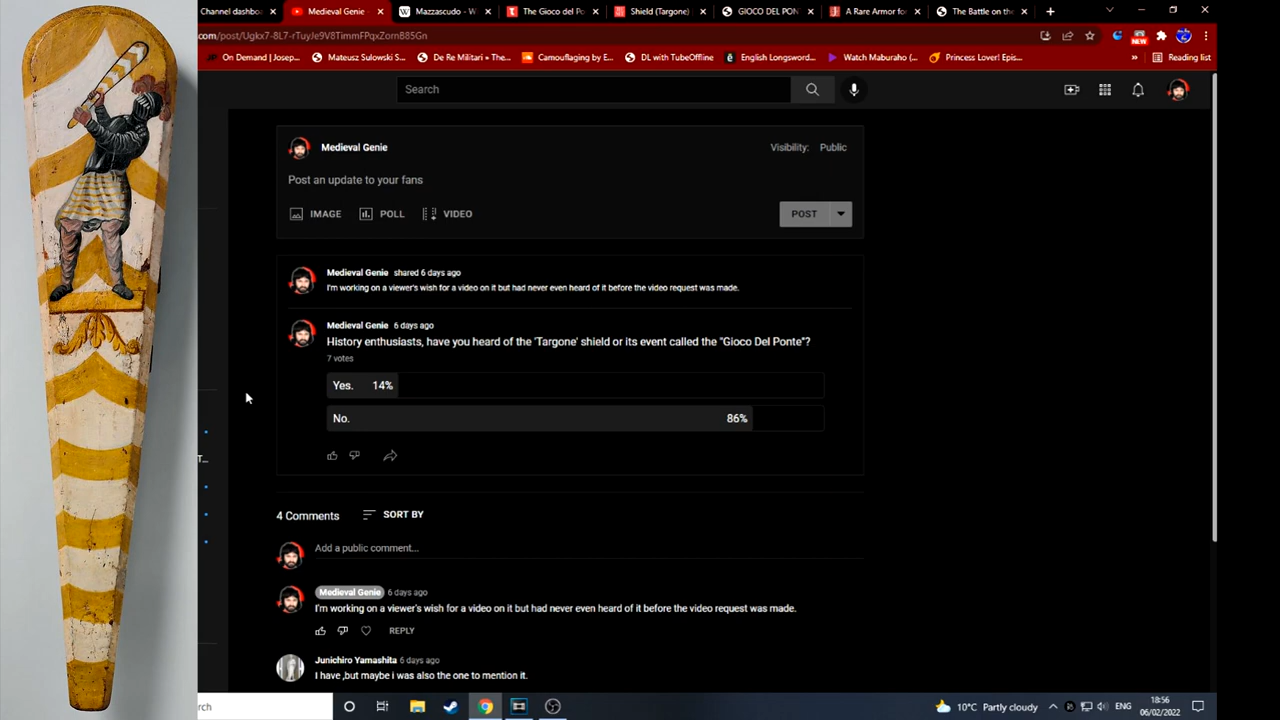 Channel dashbo
Medieval Genie -
Mazzascudo - W
The Gioco del Po
Shield (Targone)
GIOCO DEL PON
A Rare Armor for
The Battle on the
.com/post/Ugkx7-8L7-rTuyJe9V8TimmFPqxZomB85Gn
NEW
On Demand | Josep...
Mateusz Sulowski S...
De Re Militari » The...
Camouflaging by E...
DL with TubeOffline
English Longsword...
Watch Maburaho (...
Princess Lover! Epis...
»
Reading list
Search
Medieval Genie
Visibility: Public
Post an update to your fans
IMAGE POLL VIDEO
POST
Medieval Genie shared 6 days ago
I'm working on a viewer's wish for a video on it but had never even heard of it before the video request was made.
Medieval Genie 6 days ago
History enthusiasts, have you heard of the 'Targone' shield or its event called the "Gioco Del Ponte"?
7 votes
Yes. 14%
No. 86%
T...
4 Comments SORT BY
Add a public comment...
Medieval Genie 6 days ago
I'm working on a viewer's wish for a video on it but had never even heard of it before the video request was made.
REPLY
Junichiro Yamashita 6 days ago
I have ,but maybe i was also the one to mention it.
rch
10°C Partly cloudy
ENG
18:56
06/02/2022